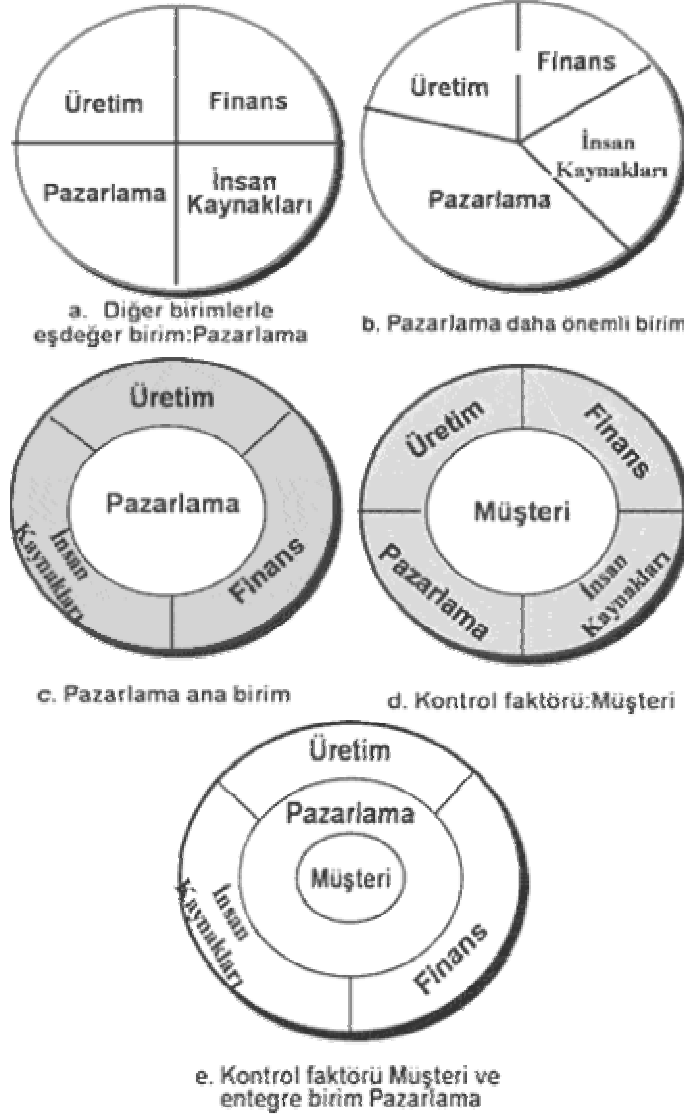 Üretim
Finans
Pazarlama
İnsan
Kaynakları
a. Diğer birimlerle
eşdeğer birim:Pazarlama
Üretim
Finans
İnsan
Kaynakları
Pazarlama
b. Pazarlama daha önemli birim
Üretim
Pazarlama
İnsan
Kaynakları
Finans
c. Pazarlama ana birim
Üretim
Finans
Müşteri
Pazarlama
İnsan
Kaynakları
d. Kontrol faktörü:Müşteri
Üretim
Pazarlama
Müşteri
İnsan
Kaynakları
Finans
e. Kontrol faktörü Müşteri ve
entegre birim Pazarlama